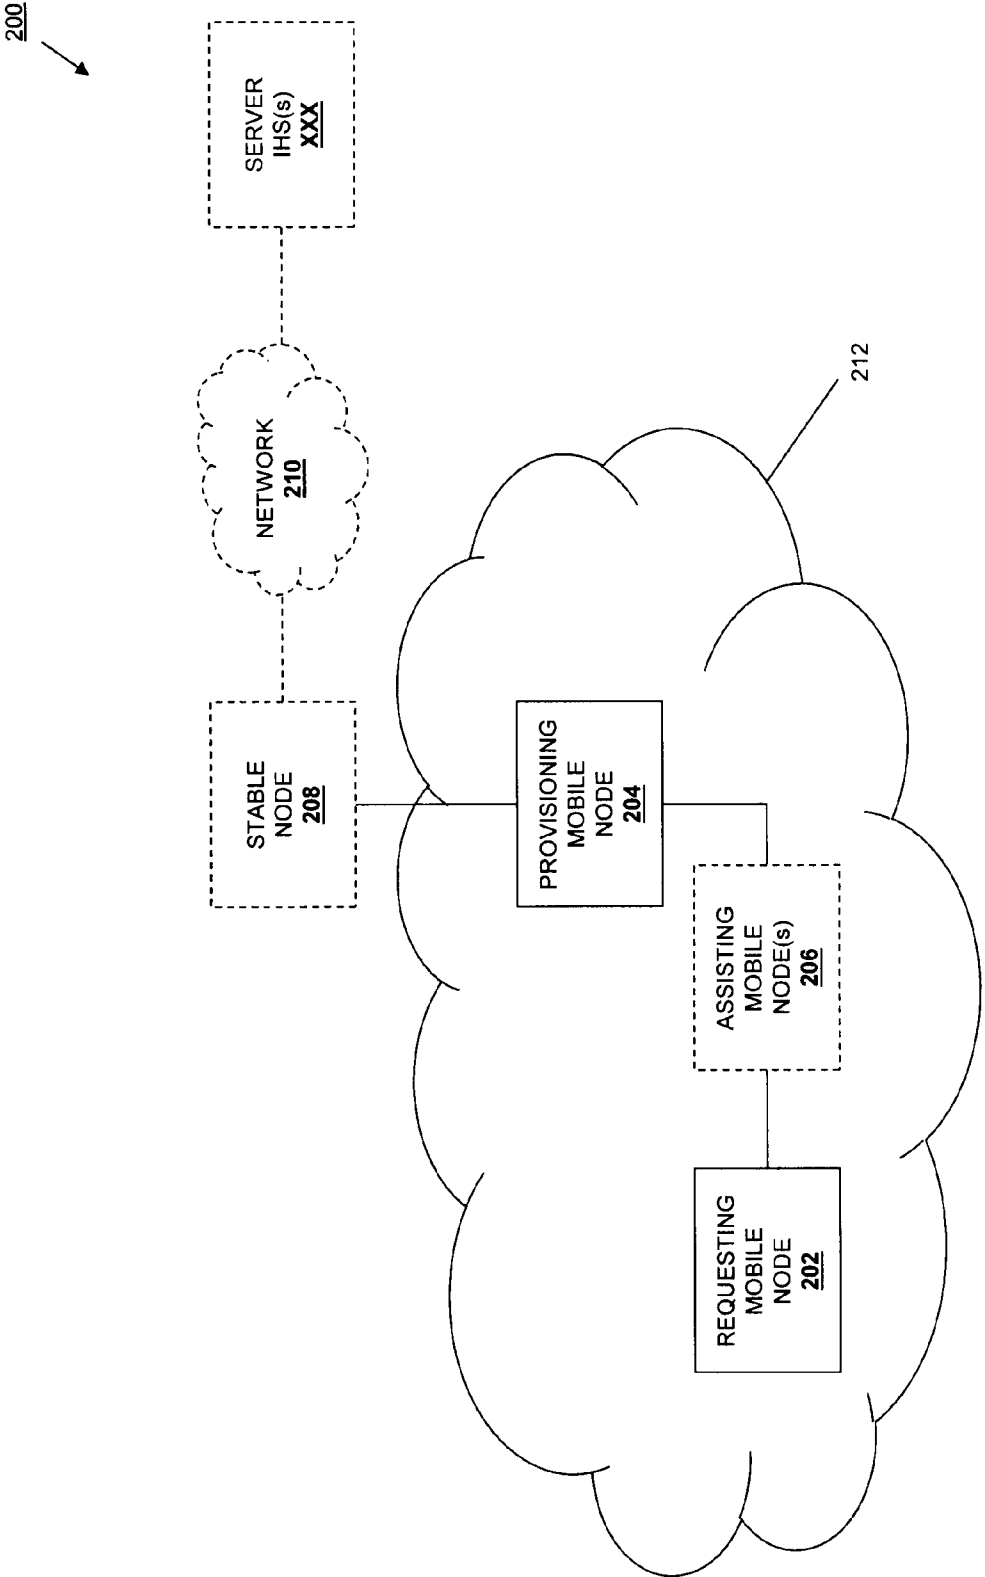 200
SERVER
IHS(s)
XXX
NETWORK
210
212
STABLE
NODE
208
PROVISIONING
MOBILE
NODE
204
ASSISTING
MOBILE
NODE(s)
206
REQUESTING
MOBILE
NODE
202